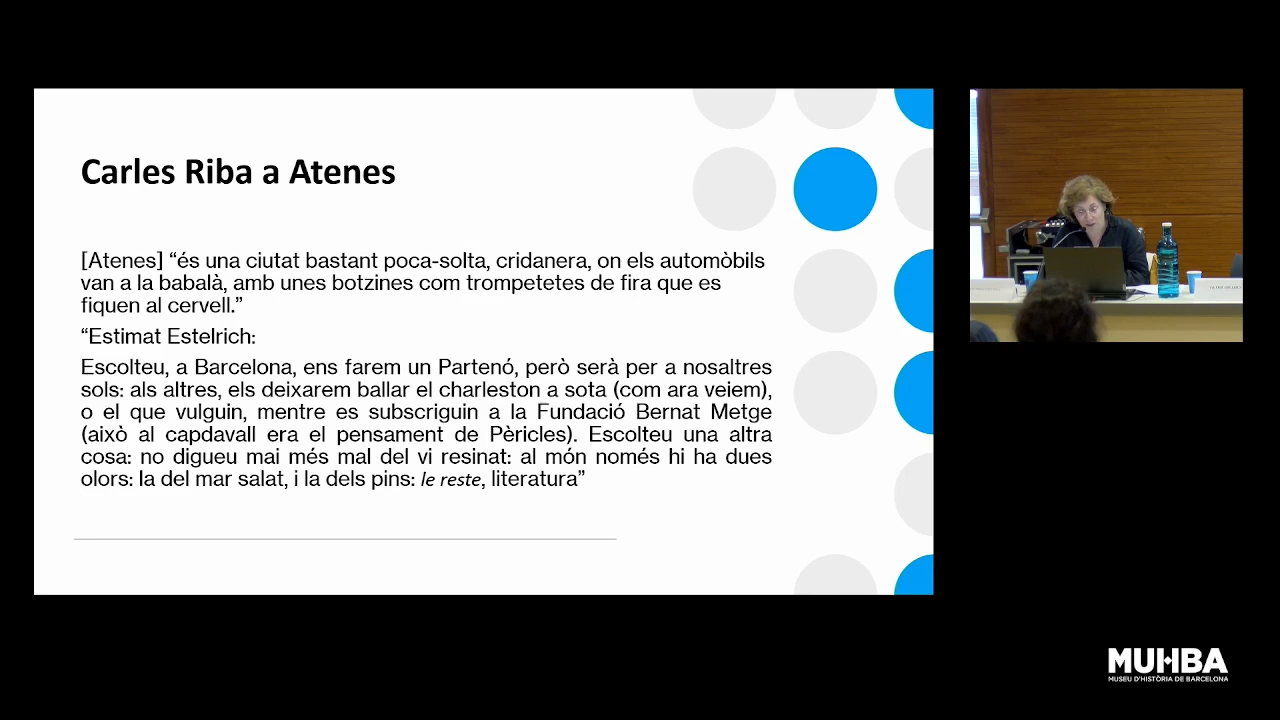 Carles Riba a Atenes
[Atenes] “és una ciutat bastant poca-solta, cridanera, on els automòbils
van a la babalà, amb unes botzines com trompetetes de fira que es
fiquen al cervell.”
“Estimat Estelrich:
Escolteu, a Barcelona, ens farem un Partenó, però serà per a nosaltres
sols: als altres, els deixarem ballar el charleston a sota (com ara veiem),
o el que vulguin, mentre es subscriguin a la Fundació Bernat Metge
(això al capdavall era el pensament de Pèricles). Escolteu una altra
cosa: no digueu mai més mal del vi resinat: al món només hi ha dues
olors: la del mar salat, i la dels pins: le reste, literatura”
MUHBA
MUSEU D'HISTÒRIA DE BARCELONA